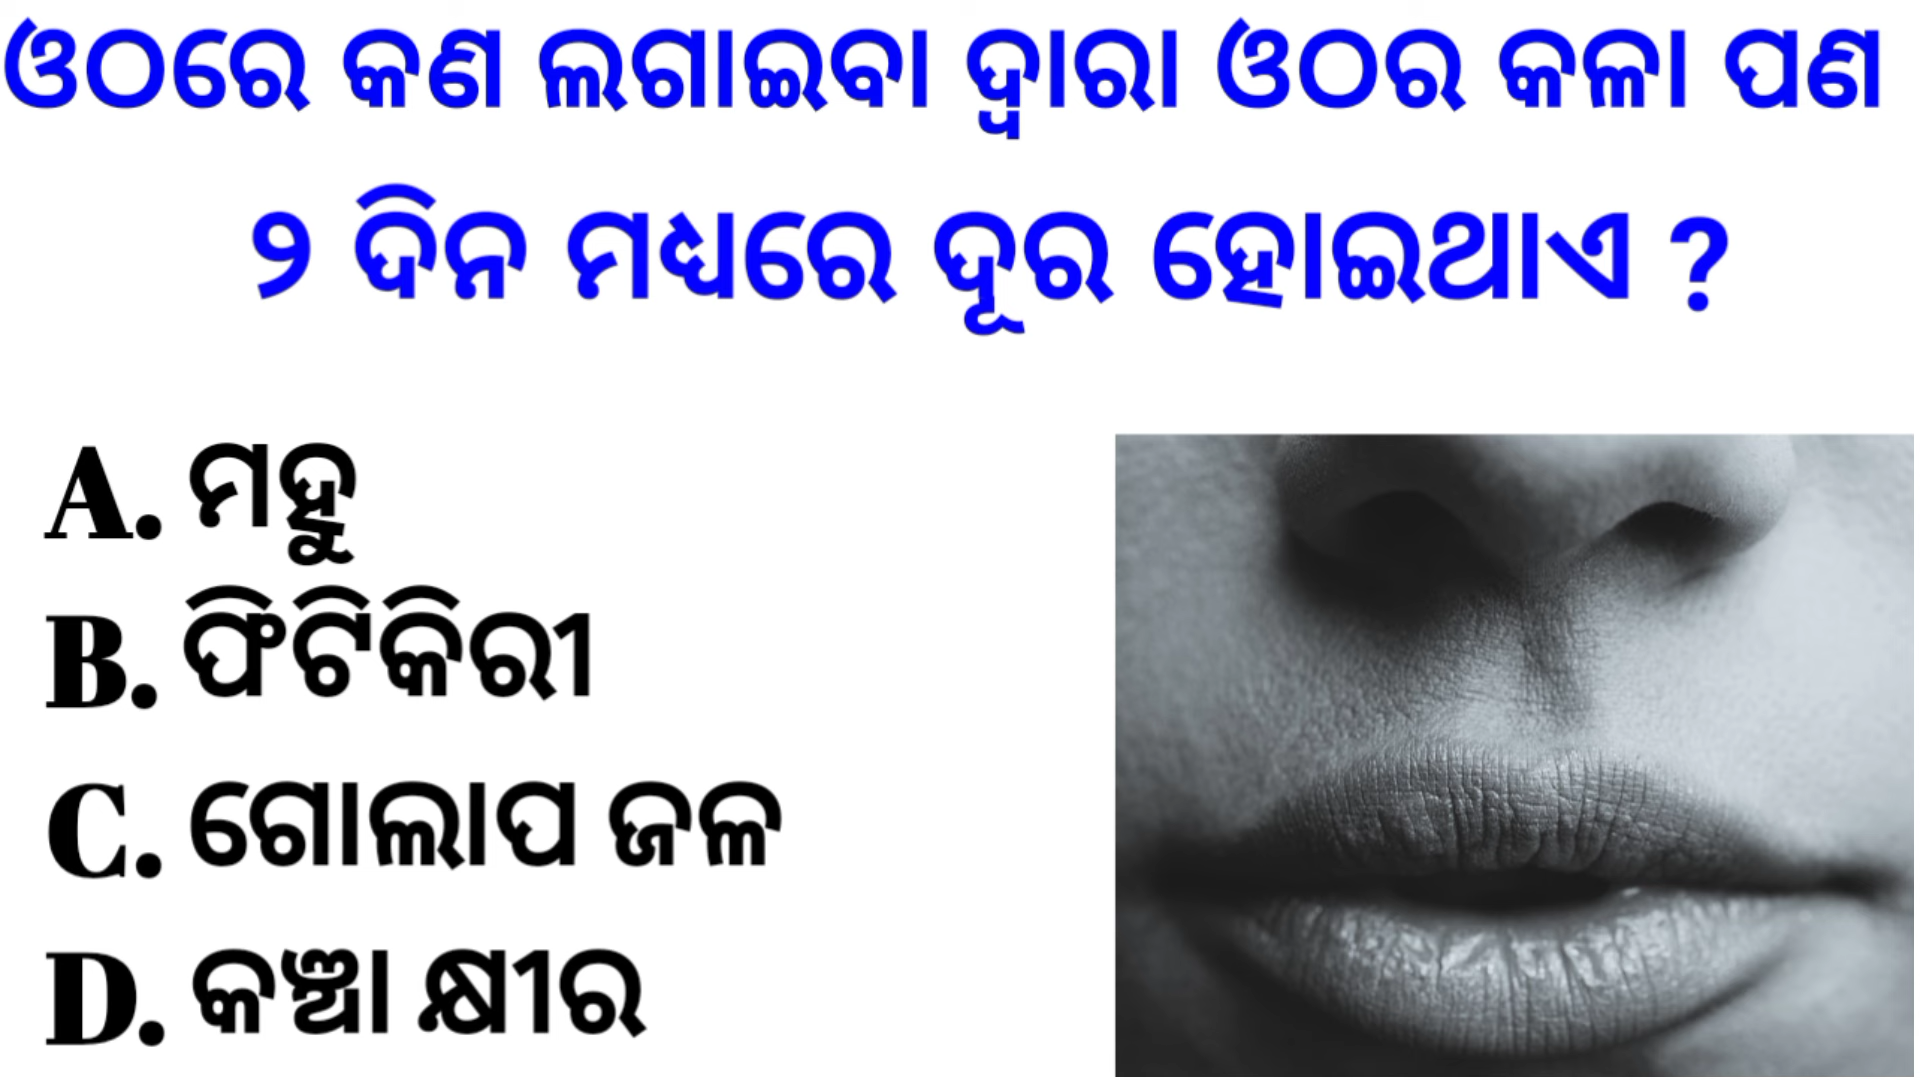 ଓଠରେ କଣ ଲଗାଇବା ଦ୍ୱାରା ଓଠର କଳା ପଣ
୨ ଦିନ ମଧ୍ୟରେ ଦୂର ହୋଇଥାଏ ?
A. ମହୁ
B. ଫିଟିକିରୀ
C. ଗୋଲାପ ଜଳ
D. କଞ୍ଚା କ୍ଷୀର